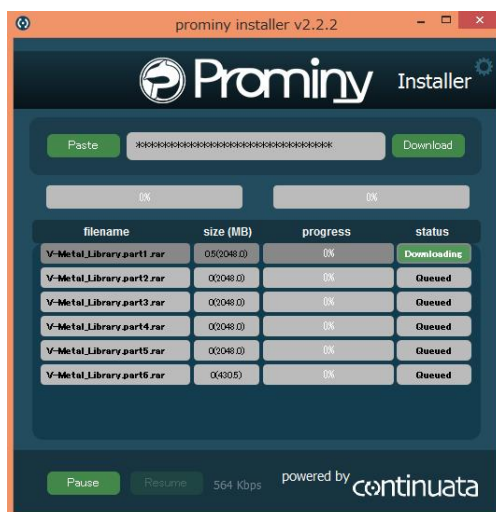 prominy installer v2.2.2
Prominy Installer
Paste ************************************ Download
0% 0%
filename size (MB) progress status
V-Metal_Library.part1.rar 0.5(2048.0) 0% Downloading
V-Metal_Library.part2.rar 0(2048.0) 0% Queued
V-Metal_Library.part3.rar 0(2048.0) 0% Queued
V-Metal_Library.part4.rar 0(2048.0) 0% Queued
V-Metal_Library.part5.rar 0(2048.0) 0% Queued
V-Metal_Library.part6.rar 0(430.5) 0% Queued
Pause Resume 564 Kbps powered by continuata